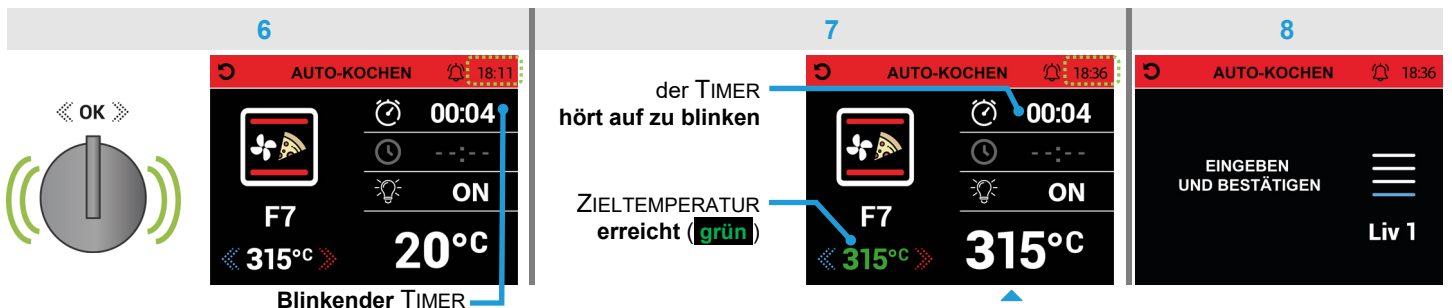 6
7
8
OK
AUTO-KOCHEN 18:11
00:04
--:--
ON
F7
315°C
20°C
Blinkender TIMER
der TIMER
hört auf zu blinken
ZIELTEMPERATUR
erreicht (grün)
AUTO-KOCHEN 18:36
00:04
--:--
ON
F7
315°C
315°C
AUTO-KOCHEN 18:36
EINGEBEN
UND BESTÄTIGEN
Liv 1